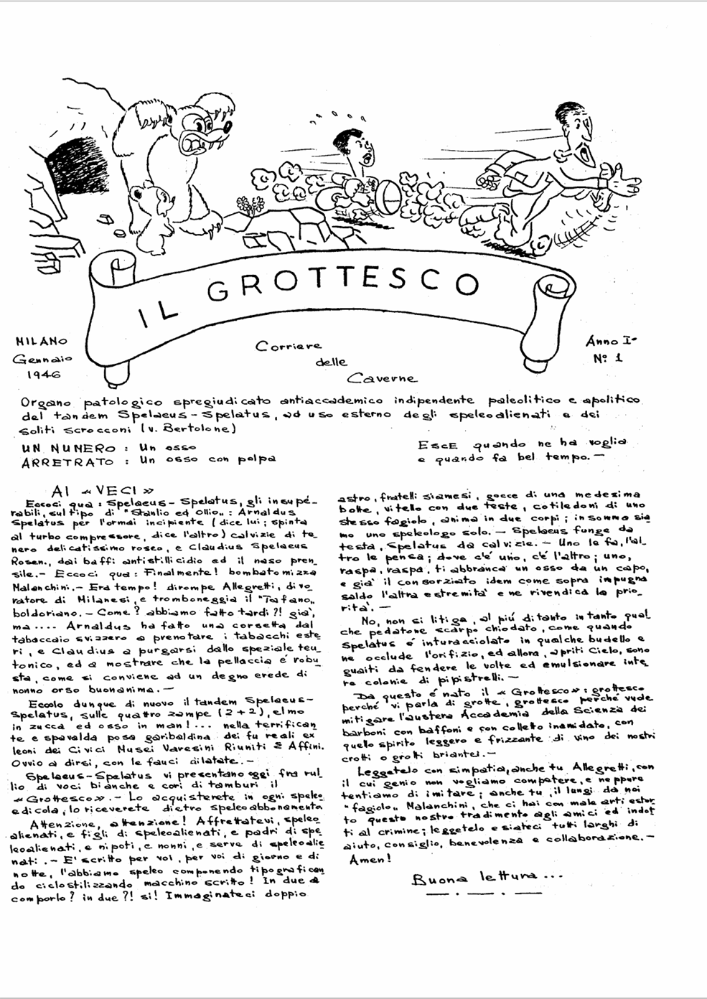 IL GROTTESCO
MILANO
Gennaio
1946
Corriere
delle
Caverne
Anno I°
N° 1
Organo patologico spregiudicato antiaccademico indipendente paleolitico e apolitico
del tandem Spelaeus-Spelatus, ad uso esterno degli speleoalienati e dei
soliti scrocconi (v. Bertolone)
UN NUMERO : Un osso
ARRETRATO : Un osso con polpa
Esce quando ne ha voglia
e quando fa bel tempo.-
AI «VECI»
Eccoci qua : Spelaeus-Spelatus, gli insupe-
rabili, sul tipo di "Stanlio ed Ollio" : Arnaldus
Spelatus per l'ormai incipiente (dice lui; spinta
al turbo compressore, dice l'altro) calvizie di te_
nero delicatissimo roseo, e Claudius Spelaeus
Rosen., dai baffi antistillicidio ed il naso pren_
sile.- Eccoci qua: Finalmente! bombatomizza
Malanchini.- Era tempo! dirompe Allegretti, divo_
ratore di Milanesi, e tromboneggia il "Tafano"
boldoriano.- Come? abbiamo fatto tardi?! già,
ma .... Arnaldus ha fatto una corsetta dal
tabaccaio svizzero a prenotare i tabacchi este_
ri, e Claudius a purgarsi dallo speziale teu_
tonico, ed a mostrare che la pellaccia é robu_
sta, come si conviene ad un degno erede di
nonno orso buonanima.-
Eccolo dunque di nuovo il tandem Spelaeus-
Spelatus, sulle quattro zampe (2+2), elmo
in zucca ed osso in man!... nella terrifican_
te e spavalda posa garibaldina dei fu reali ex
leoni dei Civici Musei Varesini Riuniti & Affini.
Ovvio a dirsi, con le fauci dilatate.-
Spelaeus-Spelatus vi presentano oggi fra rul_
lio di voci bianche e cori di tamburi il
«Grottesco».- Lo acquisterete in ogni speleo
edicola, lo riceverete dietro speleoabbonamento
Attenzione, attenzione! Affrettatevi, speleo
alienati, e figli di speleoalienati, e padri di spe
leoalienati, e nipoti, e nonni, e serve di speleoalie
nati.- E' scritto per voi, per voi di giorno e di
notte, l'abbiamo speleo componendo tipografican_
do ciclostilizzando macchino scritto! In due a
comporlo? in due?! si! Immaginateci doppio
astro, fratelli siamesi, gocce di una medesima
botte, vitello con due teste, cotiledoni di uno
stesso fagiolo, anima in due corpi; insomma sia
mo uno speleologo solo.- Spelaeus funge da
testa, Spelatus da calvizie.- Uno le fa, l'al_
tro le pensa; dove c'é uno, c'é l'altro; uno,
raspa, raspa, ti abbranca un osso da un capo,
e già il consorziato idem come sopra impugna
saldo l'altra estremità e ne rivendica la prio_
rità.-
No, non si litiga, al piú di tanto in tanto qual
che pedatone scarpo chiodato, come quando
Spelatus é inturacciolato in qualche budello e
ne occlude l'orifizio, ed allora, apriti Cielo, sono
guaiti da fendere le volte ed emulsionare inte_
re colonie di pipistrelli.-
Da questo é nato il «Grottesco» : grottesco
perché vi parla di grotte, grottesco perché vuole
mitigare l'austera Accademia della Scienza dei
barboni con baffoni e con colletto inamidato, con
quello spirito leggero e frizzante di vino dei nostri
crotti o grotti briantei.-
Leggetelo con simpatia, anche tu Allegretti, con
il cui genio non vogliamo competere, e neppure
tentiamo di imitare; anche tu, il lungi da noi
"fagiolo" Malanchini, che ci hai con male arti estor_
to questo nostro tradimento agli amici ed indot_
ti al crimine; leggetelo e siateci tutti larghi di
aiuto, consiglio, benevolenza e collaborazione.-
Amen!
Buona lettura...